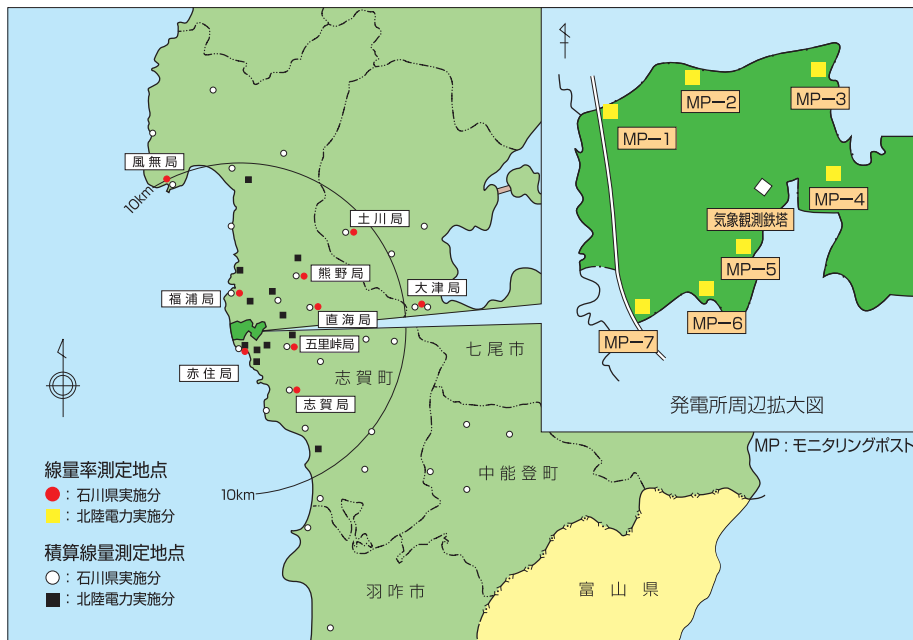 風無局
10km
土川局
熊野局
大津局
福浦局
直海局
五里峠局
赤住局
志賀町
志賀局
七尾市
中能登町
10km
羽咋市
富山県
線量率測定地点
：石川県実施分
：北陸電力実施分
積算線量測定地点
：石川県実施分
：北陸電力実施分
MP－1
MP－2
MP－3
MP－4
気象観測鉄塔
MP－5
MP－6
MP－7
発電所周辺拡大図
MP：モニタリングポスト